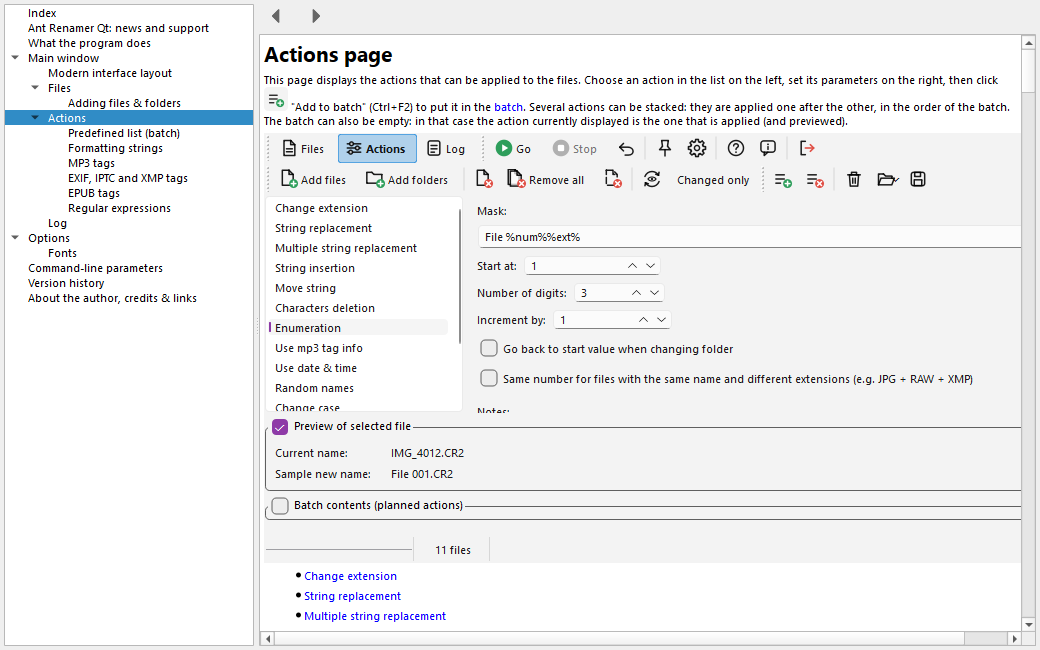 Index
Ant Renamer Qt: news and support
What the program does
Main window
Modern interface layout
Files
Adding files & folders
Actions
Predefined list (batch)
Formatting strings
MP3 tags
EXIF, IPTC and XMP tags
EPUB tags
Regular expressions
Log
Options
Fonts
Command-line parameters
Version history
About the author, credits & links
Actions page
This page displays the actions that can be applied to the files. Choose an action in the list on the left, set its parameters on the right, then click
"Add to batch" (Ctrl+F2) to put it in the batch. Several actions can be stacked: they are applied one after the other, in the order of the batch.
The batch can also be empty: in that case the action currently displayed is the one that is applied (and previewed).
Files Actions Log Go Stop
Add files Add folders Remove all Changed only
Change extension
String replacement
Multiple string replacement
String insertion
Move string
Characters deletion
Enumeration
Use mp3 tag info
Use date & time
Random names
Change case
Mask:
File %num%%ext%
Start at: 1
Number of digits: 3
Increment by: 1
Go back to start value when changing folder
Same number for files with the same name and different extensions (e.g. JPG + RAW + XMP)
Notes:
Preview of selected file
Current name: IMG_4012.CR2
Sample new name: File 001.CR2
Batch contents (planned actions)
11 files
Change extension
String replacement
Multiple string replacement